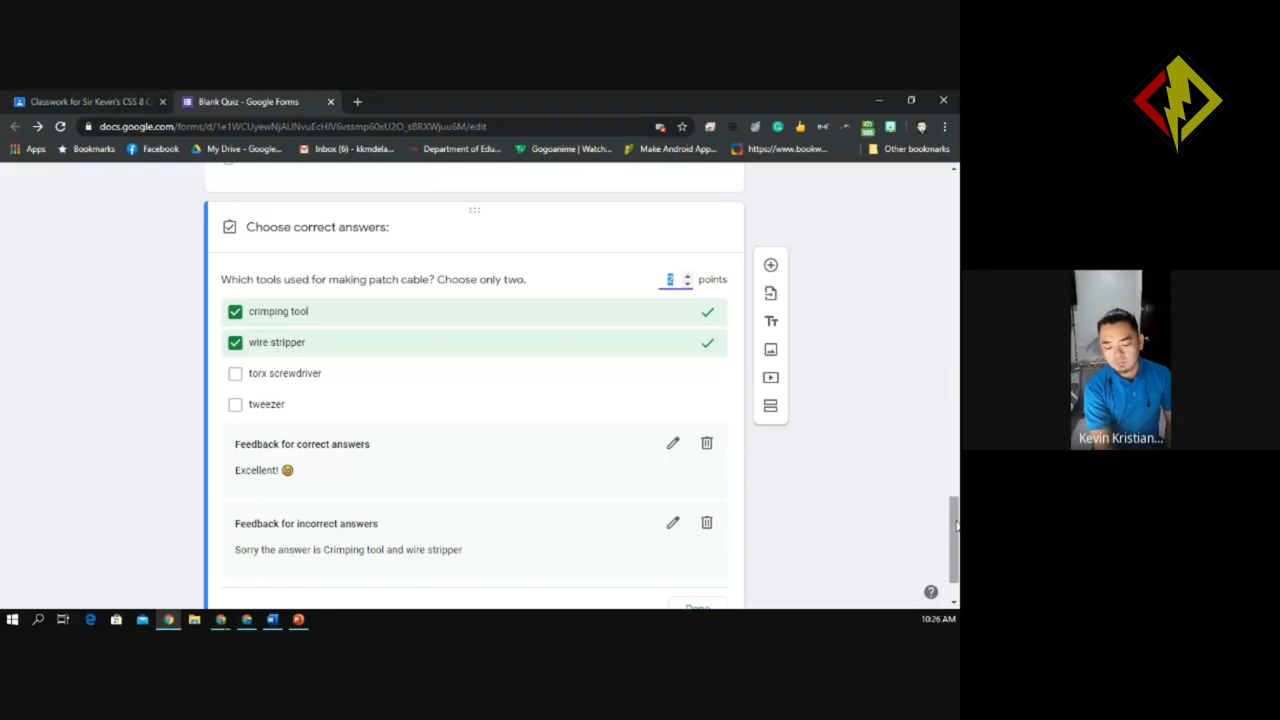 Classwork for Sir Kevin's CSS 8 C
Blank Quiz - Google Forms
docs.google.com/forms/d/1e1WCUyewNjAUNvuEcHIV6vssmp60xU2O_sBRXWjuu6M/edit
Apps
Bookmarks
Facebook
My Drive - Google...
Inbox (6) - kkmdela...
Department of Edu...
Gogoanime | Watch...
Make Android App...
https://www.bookw...
Other bookmarks
Choose correct answers:
Which tools used for making patch cable? Choose only two.
2 points
crimping tool
wire stripper
torx screwdriver
tweezer
Feedback for correct answers
Excellent! 
Feedback for incorrect answers
Sorry the answer is Crimping tool and wire stripper
Done
10:26 AM
Kevin Kristian...